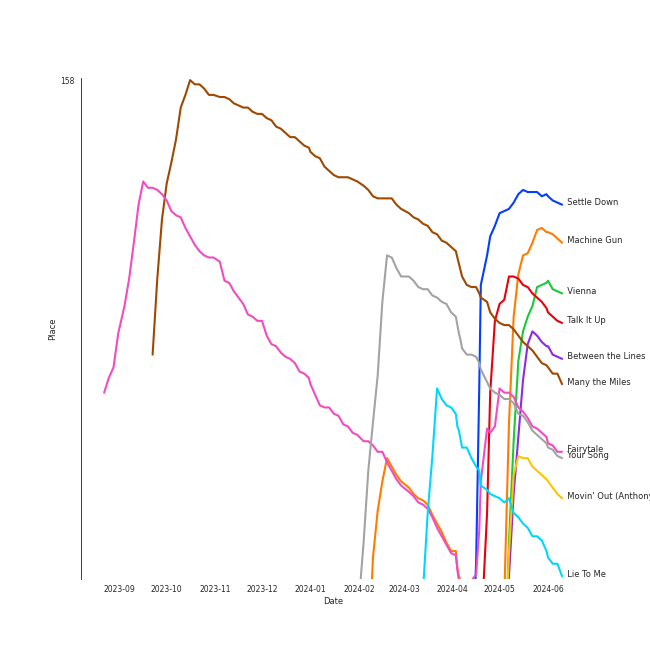 158
Place
Settle Down
Machine Gun
Vienna
Talk It Up
Between the Lines
Many the Miles
Fairytale
Your Song
Movin' Out (Anthony
Lie To Me
2023-09 2023-10 2023-11 2023-12 2024-01 2024-02 2024-03 2024-04 2024-05 2024-06
Date